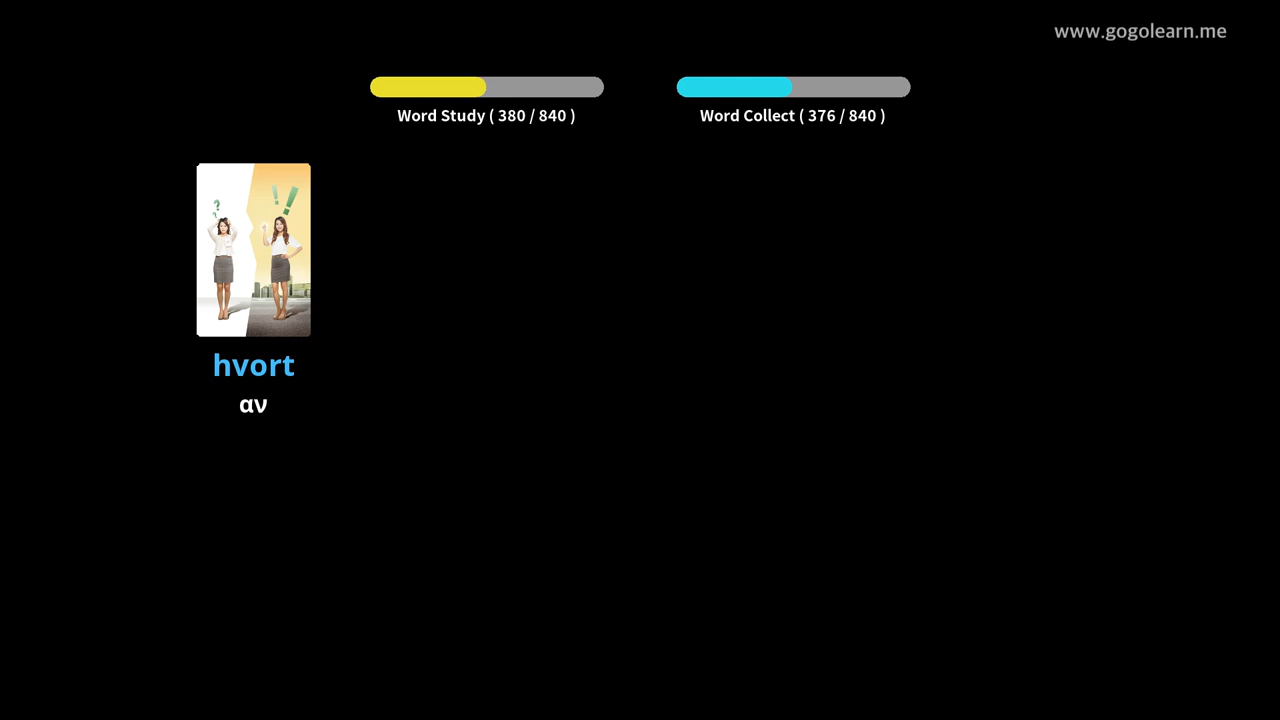 www.gogolearn.me
Word Study ( 380 / 840 )
Word Collect ( 376 / 840 )
? ?
! !
hvort
αν